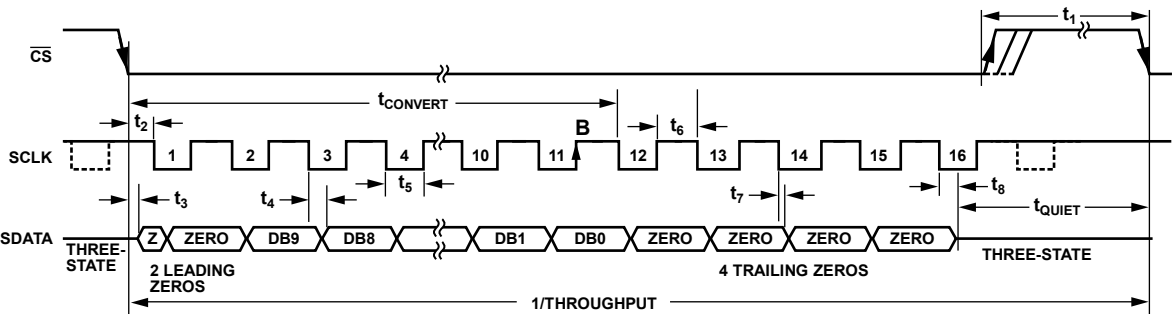 t1
CS
tCONVERT
t2
B
t6
SCLK
1 2 3 4 10 11 12 13 14 15 16
t5
t3
t4
t7
t8
tQUIET
SDATA
Z ZERO DB9 DB8 DB1 DB0 ZERO ZERO ZERO ZERO
THREE-
STATE
THREE-STATE
2 LEADING
ZEROS
4 TRAILING ZEROS
1/THROUGHPUT